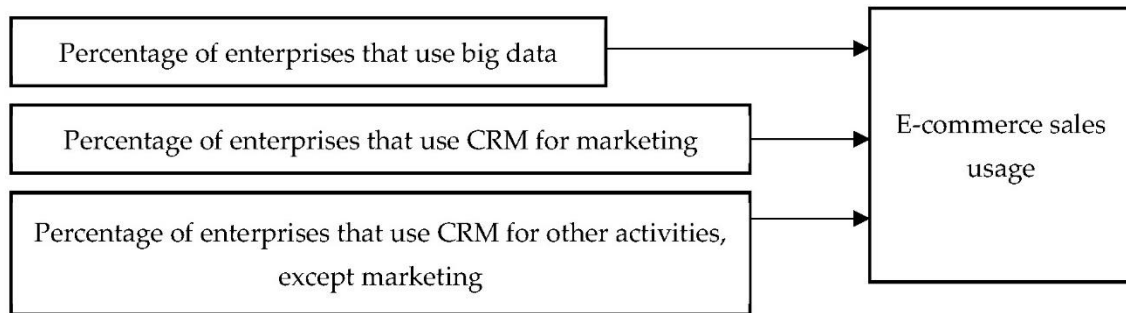 Percentage of enterprises that use big data
Percentage of enterprises that use CRM for marketing
E-commerce sales
usage
Percentage of enterprises that use CRM for other activities,
except marketing